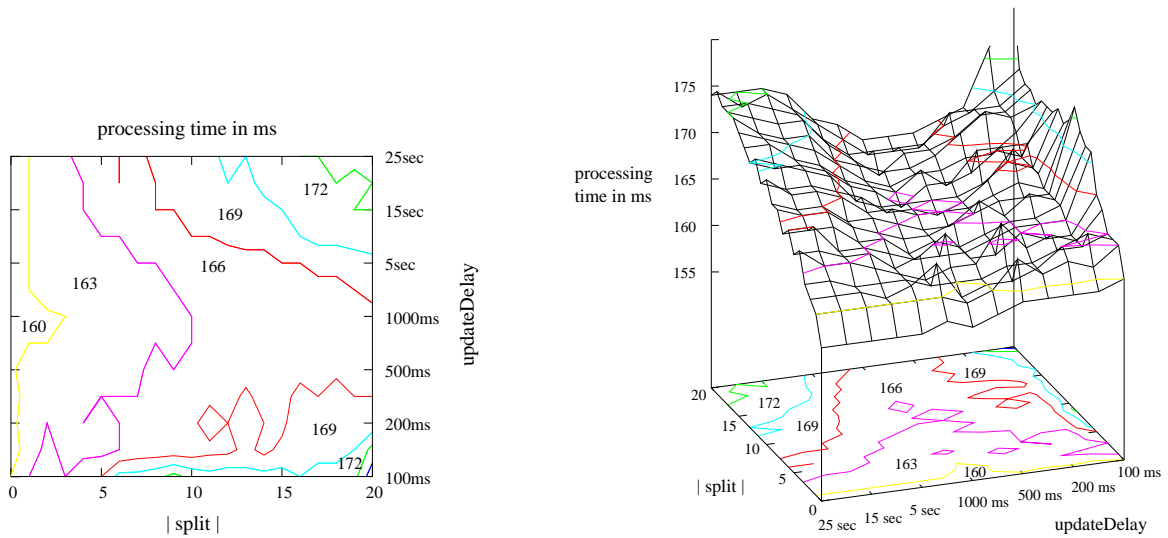 processing time in ms
25sec
172
15sec
169
166
5sec
163
160
1000ms
500ms
200ms
169
172
100ms
0
5
10
15
20
| split |
updateDelay
175
170
165
160
155
processing
time in ms
20
15
10
5
0
172
169
166
169
163
160
| split |
25 sec
15 sec
5 sec
1000 ms
500 ms
200 ms
100 ms
updateDelay